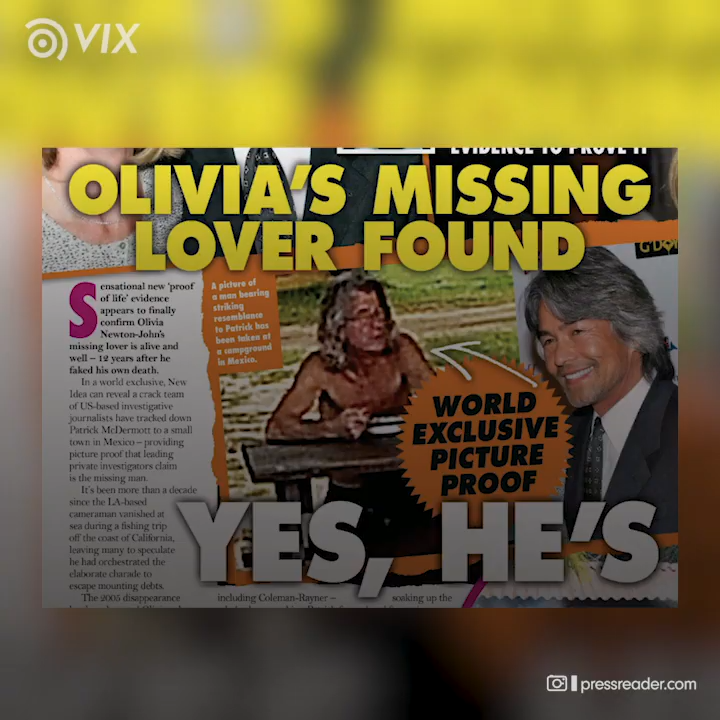 VIX
EVIDENCE TO PROVE IT
OLIVIA'S MISSING
LOVER FOUND
G'DAY
Sensational new 'proof
of life' evidence
appears to finally
confirm Olivia
Newton-John's
missing lover is alive and
well – 12 years after he
faked his own death.
In a world exclusive, New
Idea can reveal a crack team
of US-based investigative
journalists have tracked down
Patrick McDermott to a small
town in Mexico – providing
picture proof that leading
private investigators claim
is the missing man.
It's been more than a decade
since the LA-based
cameraman vanished at
sea during a fishing trip
off the coast of California,
leaving many to speculate
he had orchestrated the
elaborate charade to
escape mounting debts.
The 2005 disappearance
A picture of
a man bearing
striking
resemblance
to Patrick has
been taken at
a campground
in Mexico.
WORLD
EXCLUSIVE
PICTURE
PROOF
YES, HE'S
including Coleman-Rayner –
soaking up the
pressreader.com